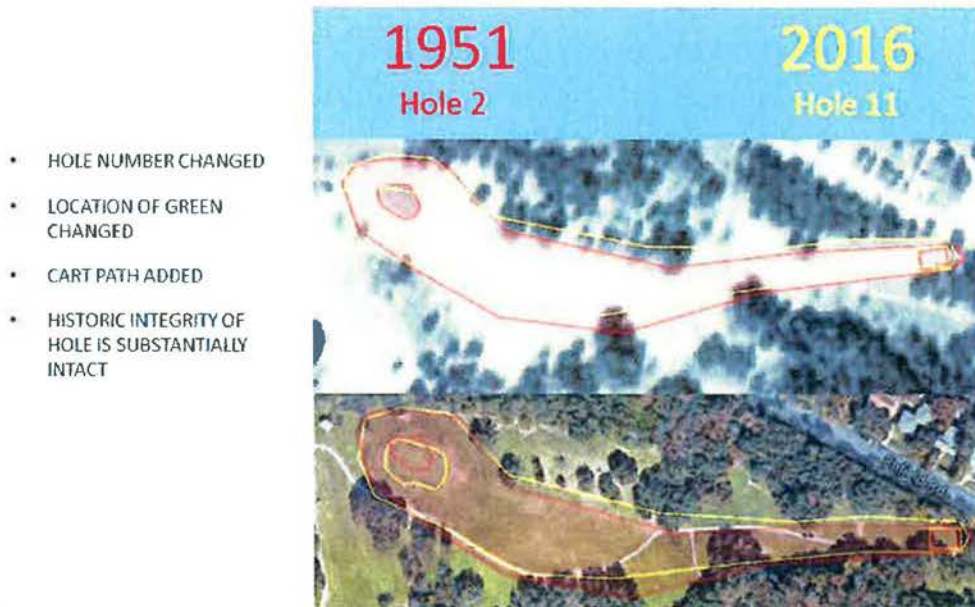 1951
Hole 2
2016
Hole 11
• HOLE NUMBER CHANGED
• LOCATION OF GREEN
CHANGED
• CART PATH ADDED
• HISTORIC INTEGRITY OF
HOLE IS SUBSTANTIALLY
INTACT